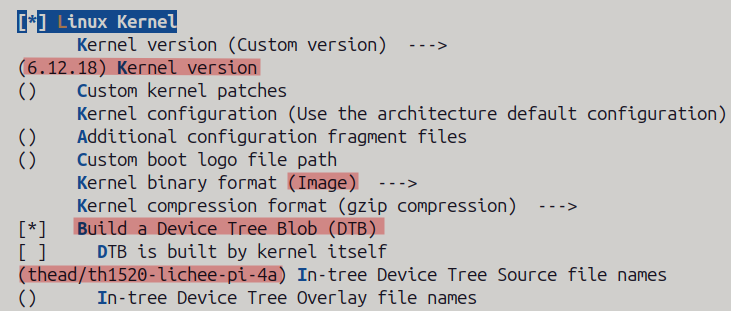 [*] Linux Kernel
Kernel version (Custom version)  --->
(6.12.18) Kernel version
()    Custom kernel patches
Kernel configuration (Use the architecture default configuration)
()    Additional configuration fragment files
()    Custom boot logo file path
Kernel binary format (Image)  --->
Kernel compression format (gzip compression)  --->
[*]   Build a Device Tree Blob (DTB)
[ ]     DTB is built by kernel itself
(thead/th1520-lichee-pi-4a) In-tree Device Tree Source file names
()      In-tree Device Tree Overlay file names